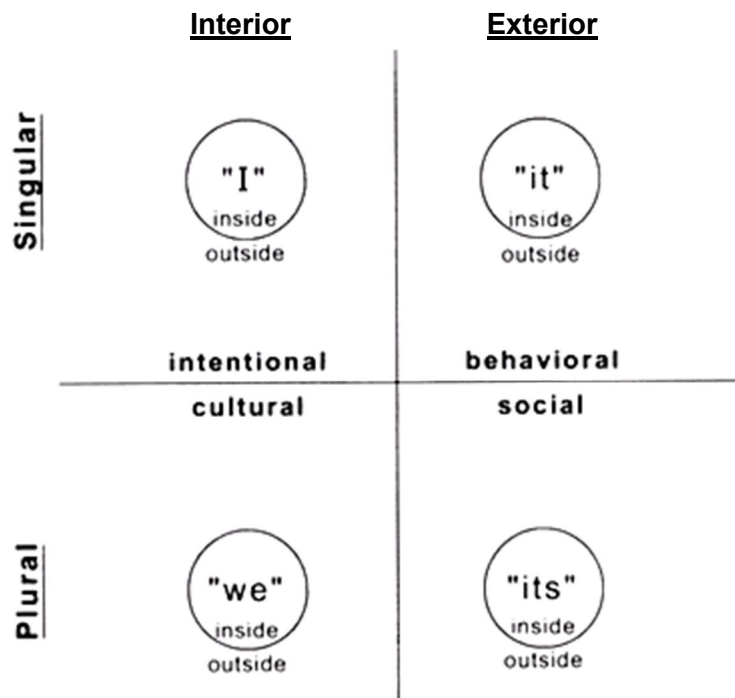 Interior Exterior
Singular
"I" "it"
inside inside
outside outside
intentional behavioral
cultural social
Plural
"we" "its"
inside inside
outside outside